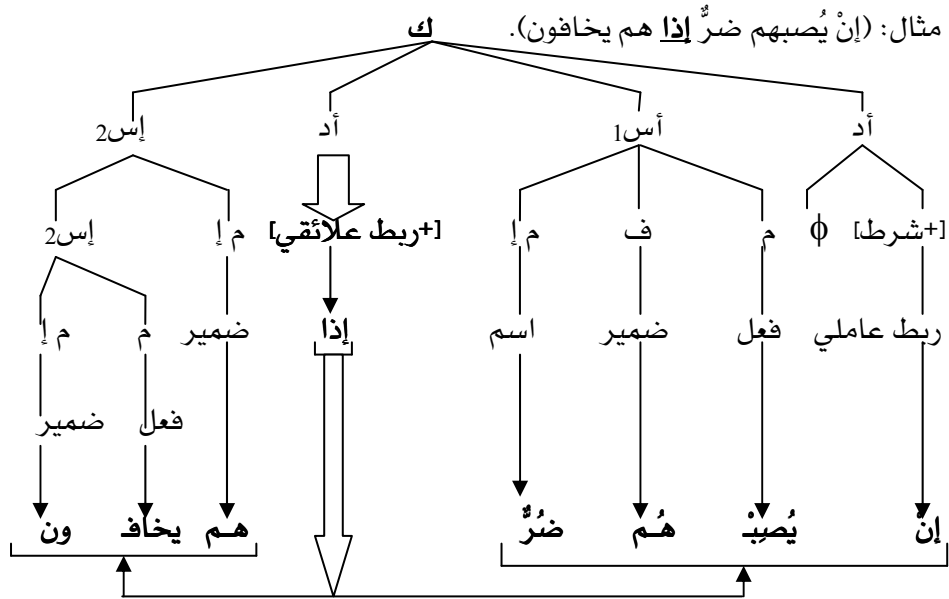 مثال: (إنْ يُصبهم ضرٌّ إذا هم يخافون).
ك
أد أس1 أد إس2
[+شرط] ϕ م ف م إ [+ربط علائقي] م إ إس2
ربط عاملي فعل ضمير اسم إذا ضمير م م إ
فعل ضمير
إنْ يُصِبْـ هُـم ضُرٌّ هـم يخافـ ون